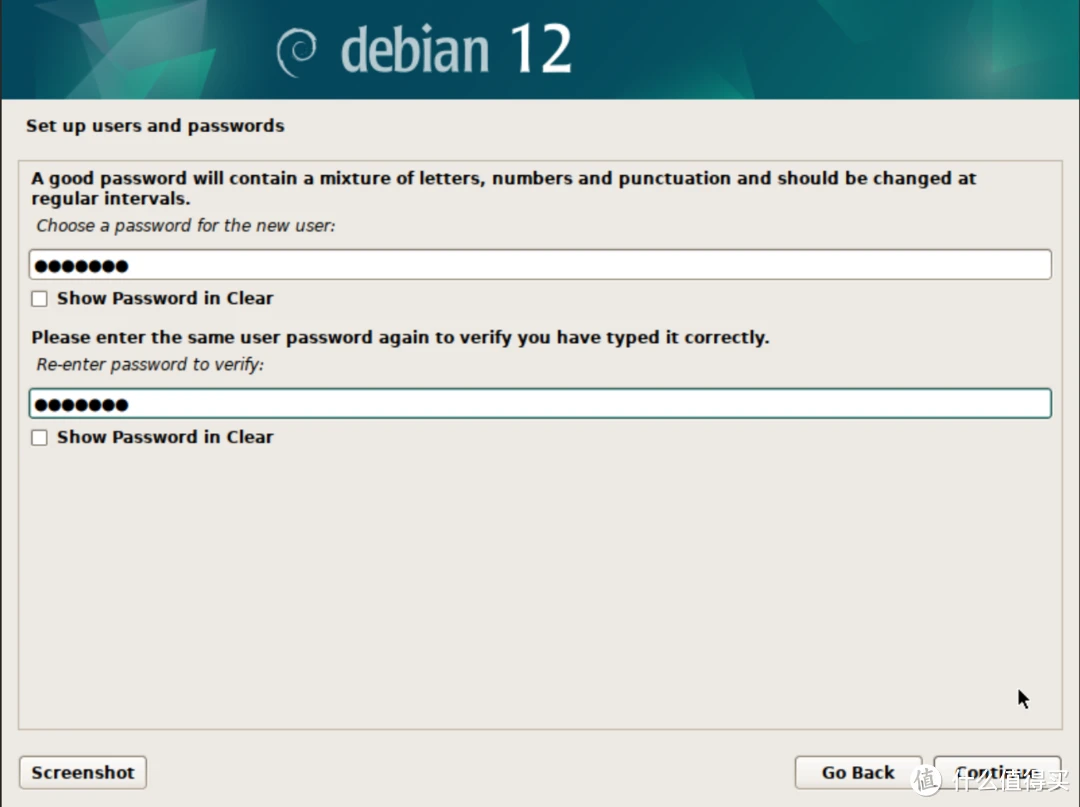 debian 12
Set up users and passwords
A good password will contain a mixture of letters, numbers and punctuation and should be changed at
regular intervals.
Choose a password for the new user:
●●●●●●●
Show Password in Clear
Please enter the same user password again to verify you have typed it correctly.
Re-enter password to verify:
●●●●●●●
Show Password in Clear
Screenshot
Go Back
Continue
值 什么值得买